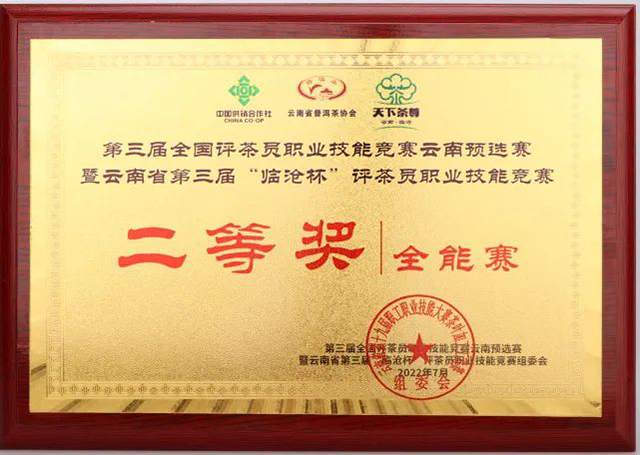 中国供销合作社
CHINA CO-OP
云南省普洱茶协会
天下茶尊
云南·临沧
第三届全国评茶员职业技能竞赛云南预选赛
暨云南省第三届“临沧杯”评茶员职业技能竞赛
二等奖 全能赛
第三届全国评茶员职业技能竞赛云南预选赛
暨云南省第三届“临沧杯”评茶员职业技能竞赛组委会
2022年7月
组委会